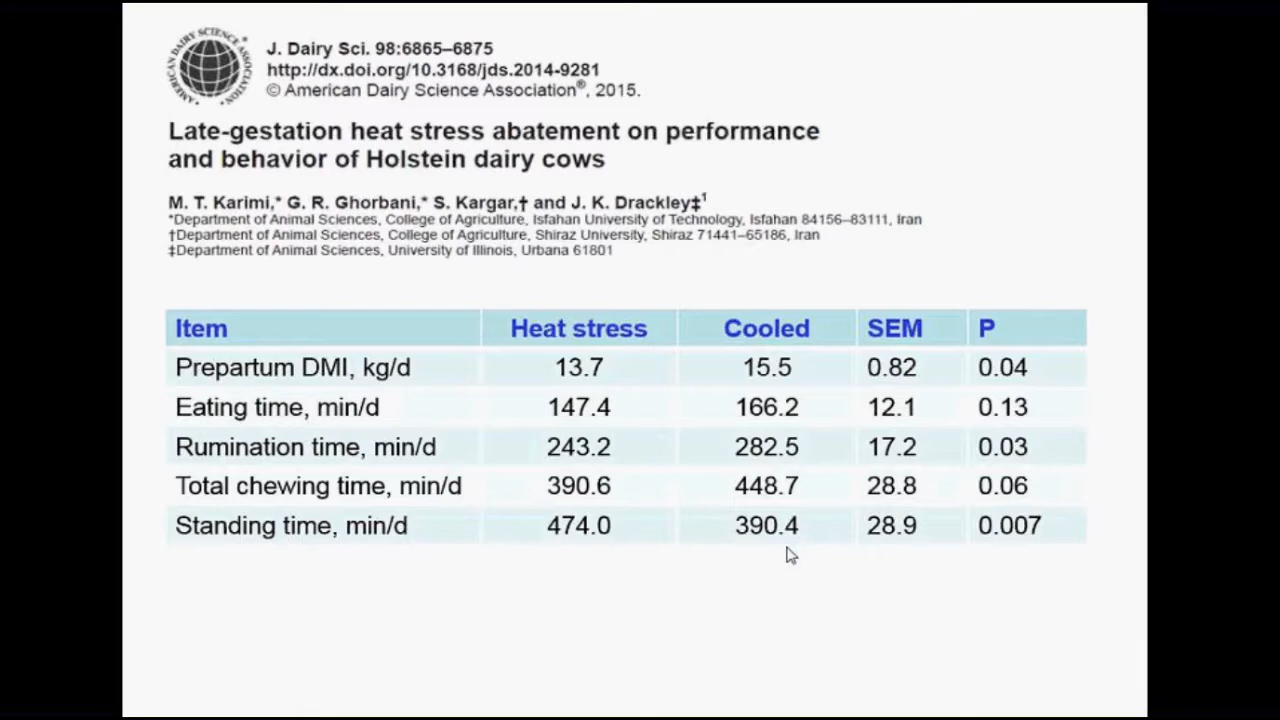 AMERICAN DAIRY SCIENCE ASSOCIATION
J. Dairy Sci. 98:6865–6875
http://dx.doi.org/10.3168/jds.2014-9281
© American Dairy Science Association®, 2015.
Late-gestation heat stress abatement on performance
and behavior of Holstein dairy cows
M. T. Karimi,* G. R. Ghorbani,* S. Kargar,† and J. K. Drackley‡1
*Department of Animal Sciences, College of Agriculture, Isfahan University of Technology, Isfahan 84156–83111, Iran
†Department of Animal Sciences, College of Agriculture, Shiraz University, Shiraz 71441–65186, Iran
‡Department of Animal Sciences, University of Illinois, Urbana 61801
Item Heat stress Cooled SEM P
Prepartum DMI, kg/d 13.7 15.5 0.82 0.04
Eating time, min/d 147.4 166.2 12.1 0.13
Rumination time, min/d 243.2 282.5 17.2 0.03
Total chewing time, min/d 390.6 448.7 28.8 0.06
Standing time, min/d 474.0 390.4 28.9 0.007